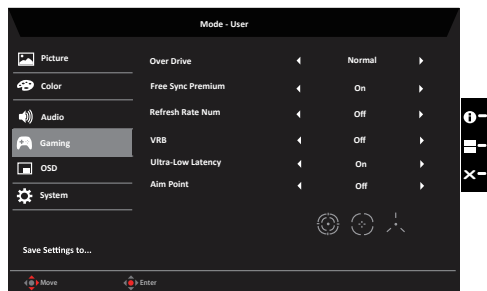 Mode - User
Picture
Color
Audio
Gaming
OSD
System
Save Settings to...
Over Drive Normal
Free Sync Premium On
Refresh Rate Num Off
VRB Off
Ultra-Low Latency On
Aim Point Off
Move Enter